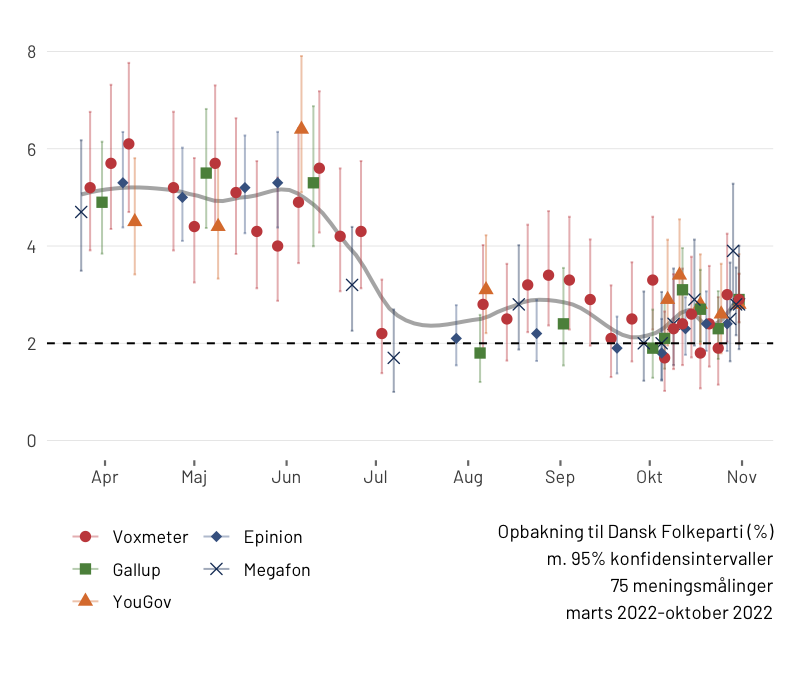 8
6
4
2
0
Apr Maj Jun Jul Aug Sep Okt Nov
Voxmeter Epinion
Gallup Megafon
YouGov
Opbakning til Dansk Folkeparti (%)
m. 95% konfidensintervaller
75 meningsmålinger
marts 2022-oktober 2022